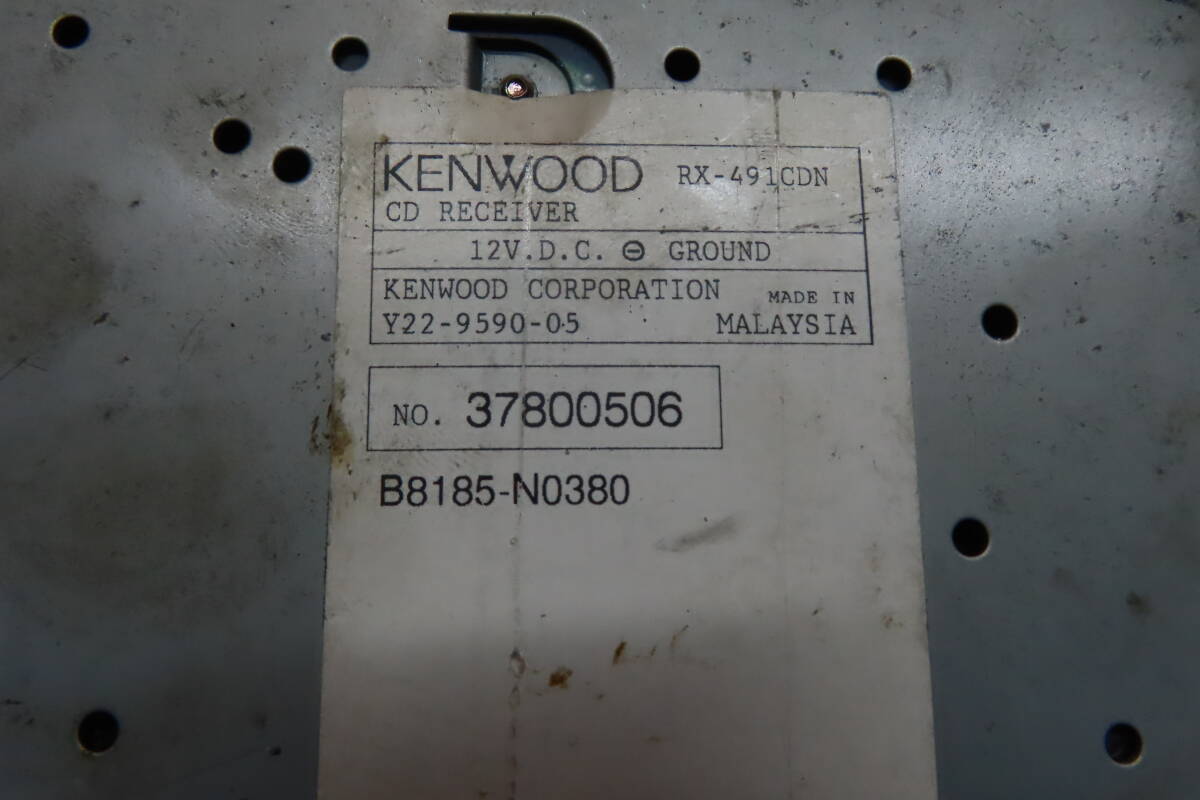 KENWOOD RX-491CDN
CD RECEIVER
12V.D.C. ⊖ GROUND
KENWOOD CORPORATION MADE IN
Y22-9590-05 MALAYSIA
NO. 37800506
B8185-N0380